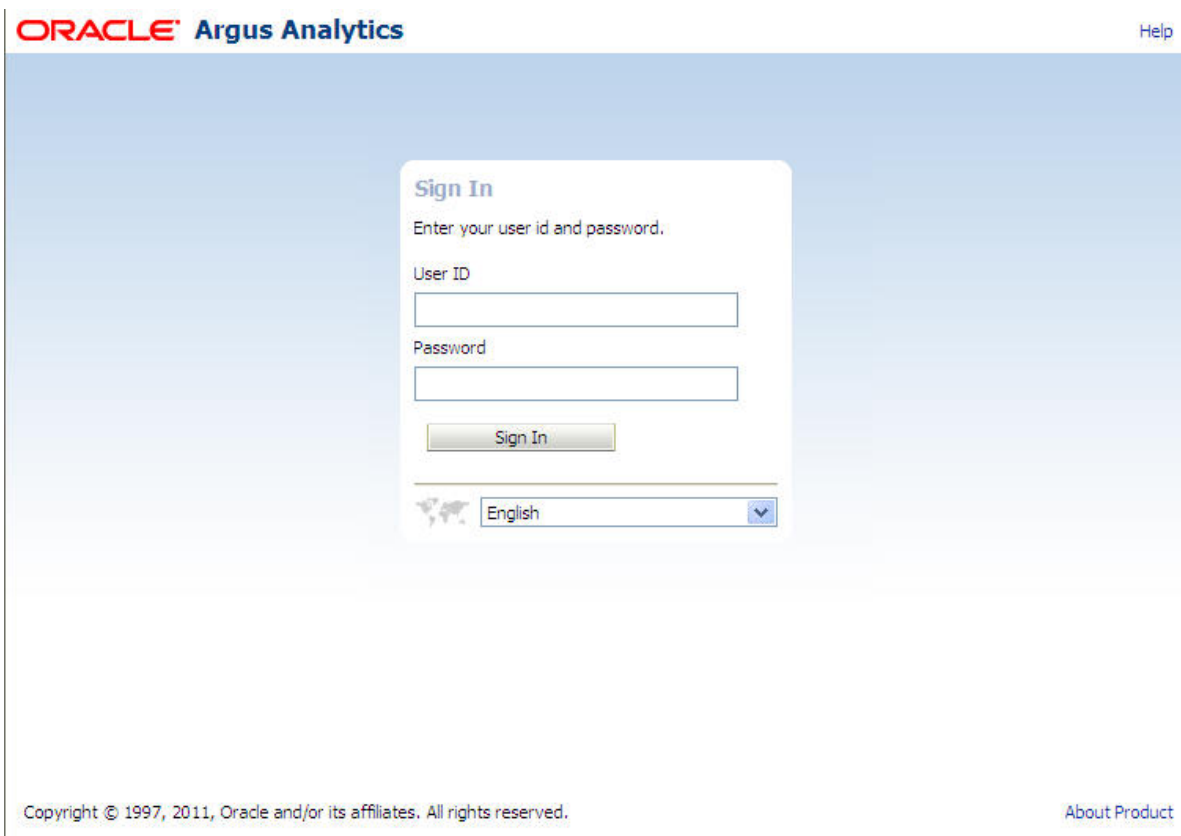 ORACLE Argus Analytics
Help
Sign In
Enter your user id and password.
User ID
Password
Sign In
English
Copyright © 1997, 2011, Oracle and/or its affiliates. All rights reserved.
About Product